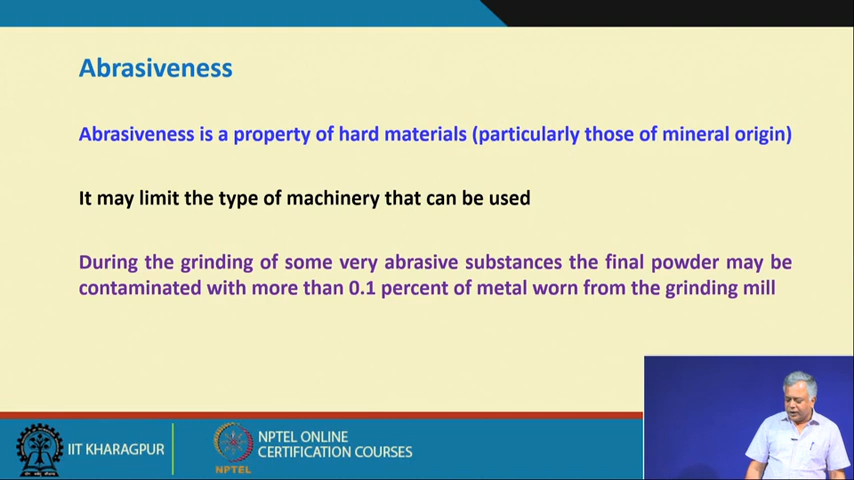 Abrasiveness
Abrasiveness is a property of hard materials (particularly those of mineral origin)
It may limit the type of machinery that can be used
During the grinding of some very abrasive substances the final powder may be
contaminated with more than 0.1 percent of metal worn from the grinding mill
IIT KHARAGPUR
NPTEL
NPTEL ONLINE
CERTIFICATION COURSES